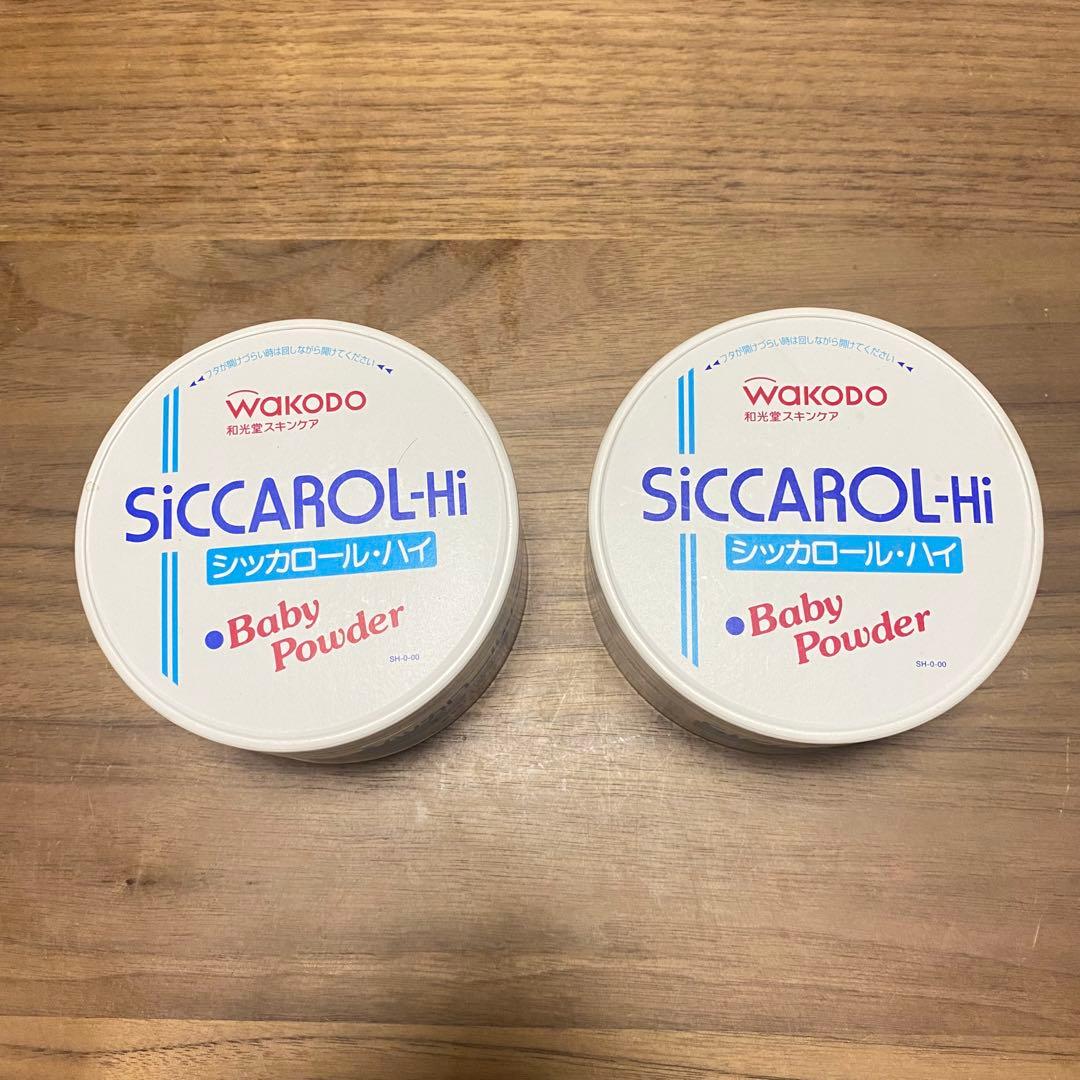 ◀◀フタが開けづらい時は回しながら開けてください◀◀
WAKODO
和光堂スキンケア
SiCCAROL-Hi
シッカロール・ハイ
●Baby
Powder
SH-0-00
◀◀フタが開けづらい時は回しながら開けてください◀◀
WAKODO
和光堂スキンケア
SiCCAROL-Hi
シッカロール・ハイ
●Baby
Powder
SH-0-00